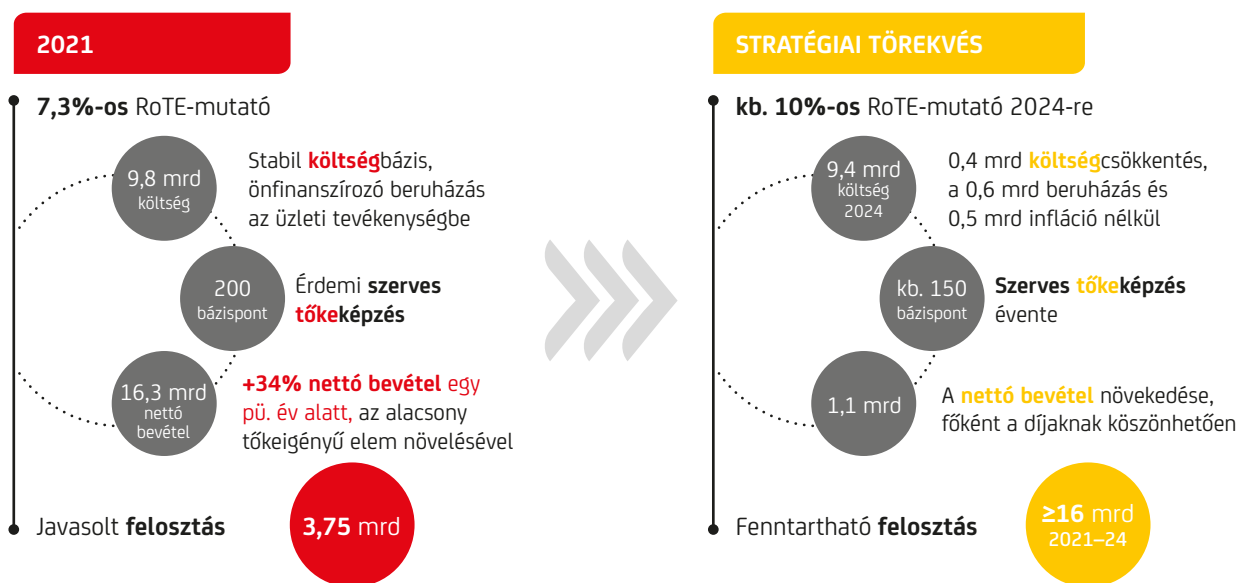 2021
7,3%-os RoTE-mutató
9,8 mrd
költség
Stabil költségbázis,
önfinanszírozó beruházás
az üzleti tevékenységbe
200
bázispont
Érdemi szerves
tőkeképzés
16,3 mrd
nettó
bevétel
+34% nettó bevétel egy
pü. év alatt, az alacsony
tőkeigényű elem növelésével
Javasolt felosztás
3,75 mrd
STRATÉGIAI TÖREKVÉS
kb. 10%-os RoTE-mutató 2024-re
9,4 mrd
költség
2024
0,4 mrd költségcsökkentés,
a 0,6 mrd beruházás és
0,5 mrd infláció nélkül
kb. 150
bázispont
Szerves tőkeképzés
évente
1,1 mrd
A nettó bevétel növekedése,
főként a díjaknak köszönhetően
Fenntartható felosztás
≥16 mrd
2021–24